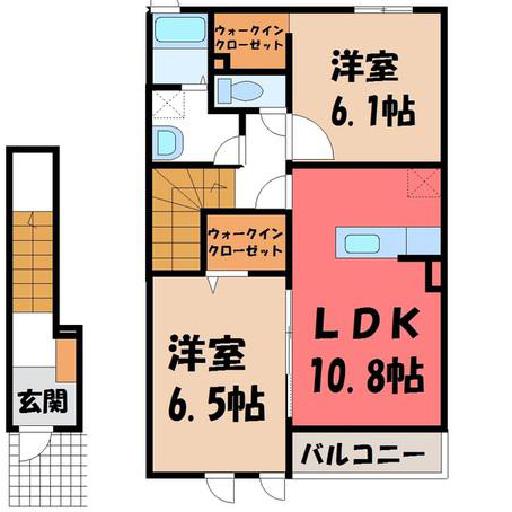 ウォークイン
クローゼット
洋室
6.1帖
ウォークイン
クローゼット
LDK
10.8帖
洋室
6.5帖
玄関
バルコニー